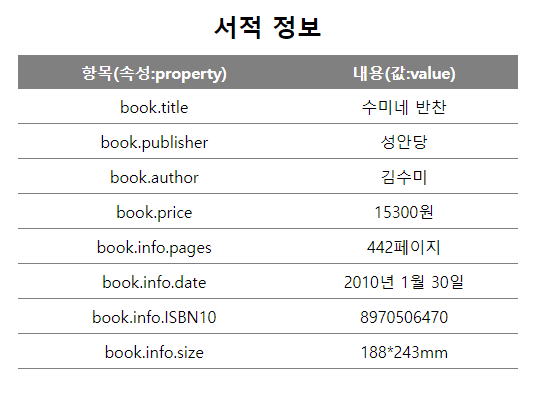 서적 정보
항목(속성:property) 내용(값:value)
book.title 수미네 반찬
book.publisher 성안당
book.author 김수미
book.price 15300원
book.info.pages 442페이지
book.info.date 2010년 1월 30일
book.info.ISBN10 8970506470
book.info.size 188*243mm